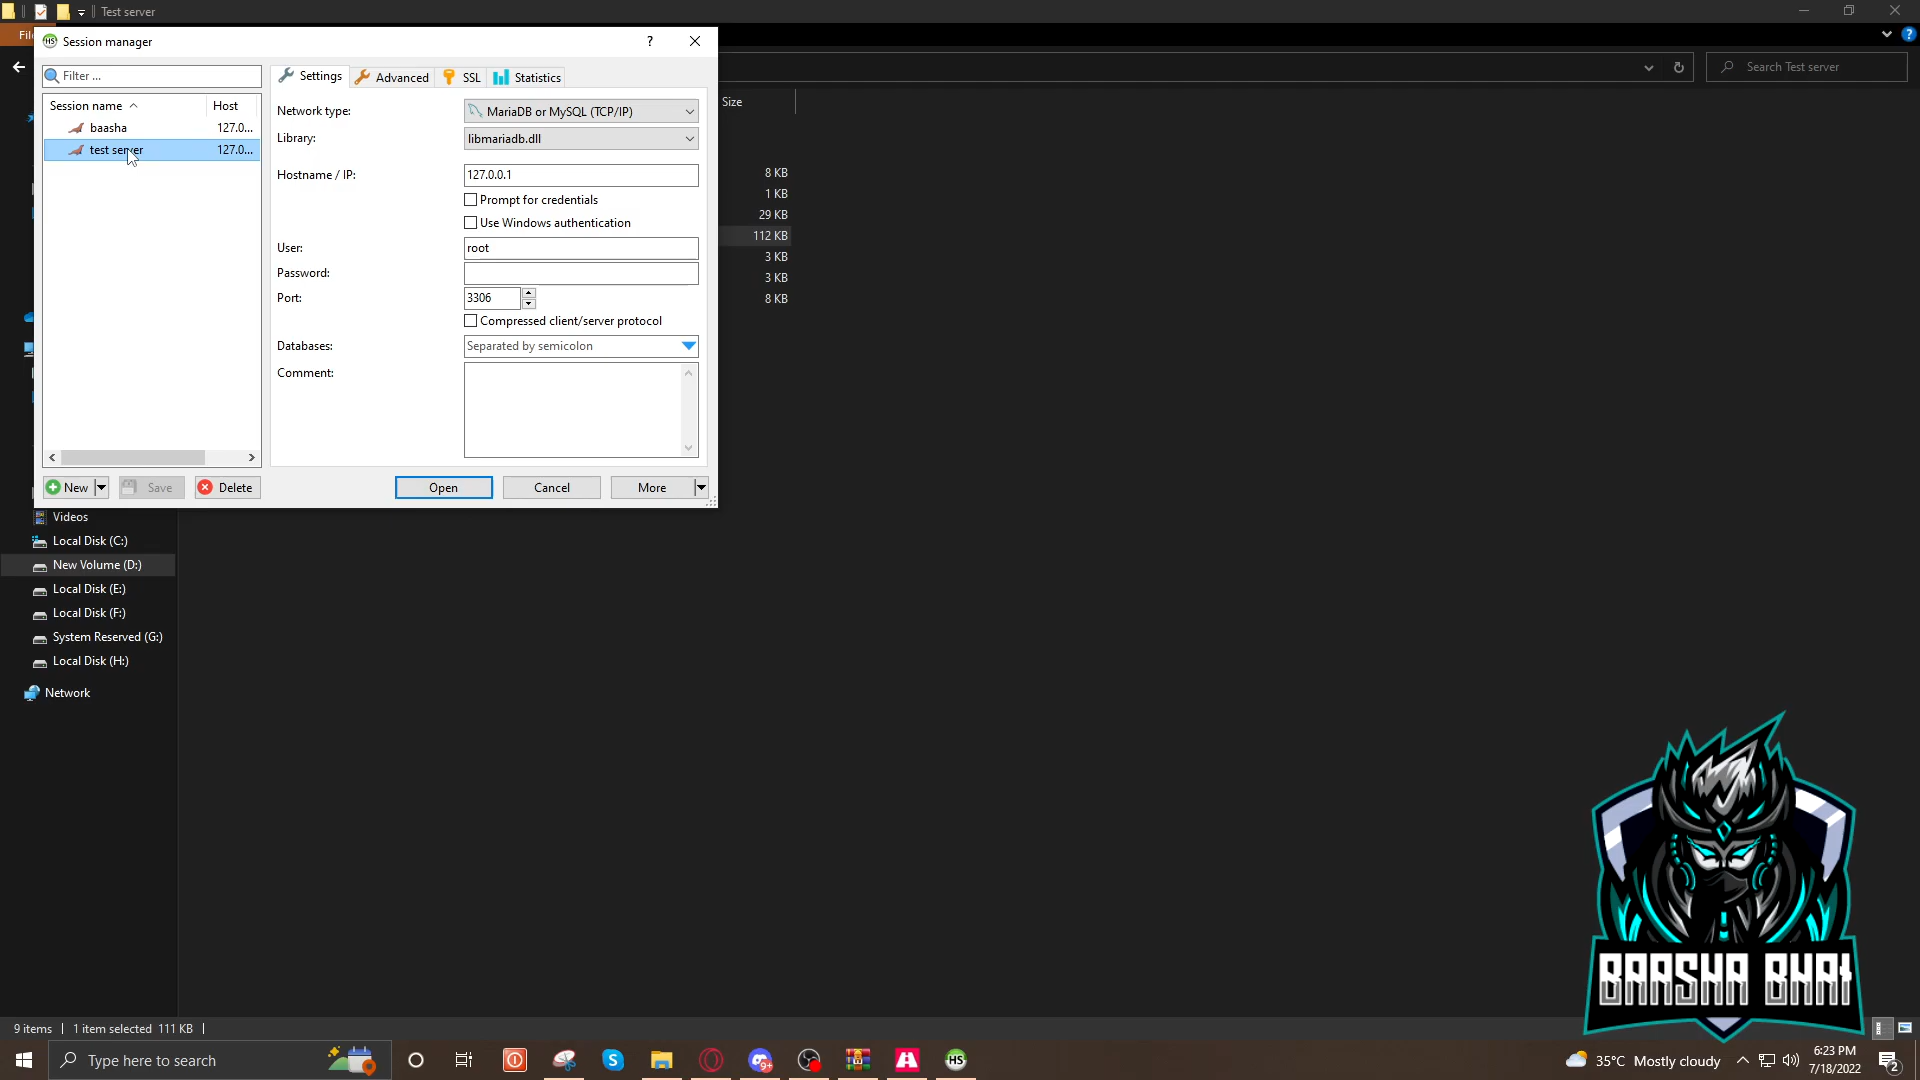 Test server
File
Session manager
?
Search Test server
Filter ...
Settings
Advanced
SSL
Statistics
Size
Session name
Host
baasha
127.0...
test server
127.0...
Network type:
MariaDB or MySQL (TCP/IP)
Library:
libmariadb.dll
Hostname / IP:
127.0.0.1
Prompt for credentials
Use Windows authentication
User:
root
Password:
Port:
3306
Compressed client/server protocol
Databases:
Separated by semicolon
Comment:
8 KB
1 KB
29 KB
112 KB
3 KB
3 KB
8 KB
New
Save
Delete
Open
Cancel
More
Videos
Local Disk (C:)
New Volume (D:)
Local Disk (E:)
Local Disk (F:)
System Reserved (G:)
Local Disk (H:)
Network
BAASHA BHAI
9 items
1 item selected 111 KB
Type here to search
HS
35°C Mostly cloudy
6:23 PM
7/18/2022
2